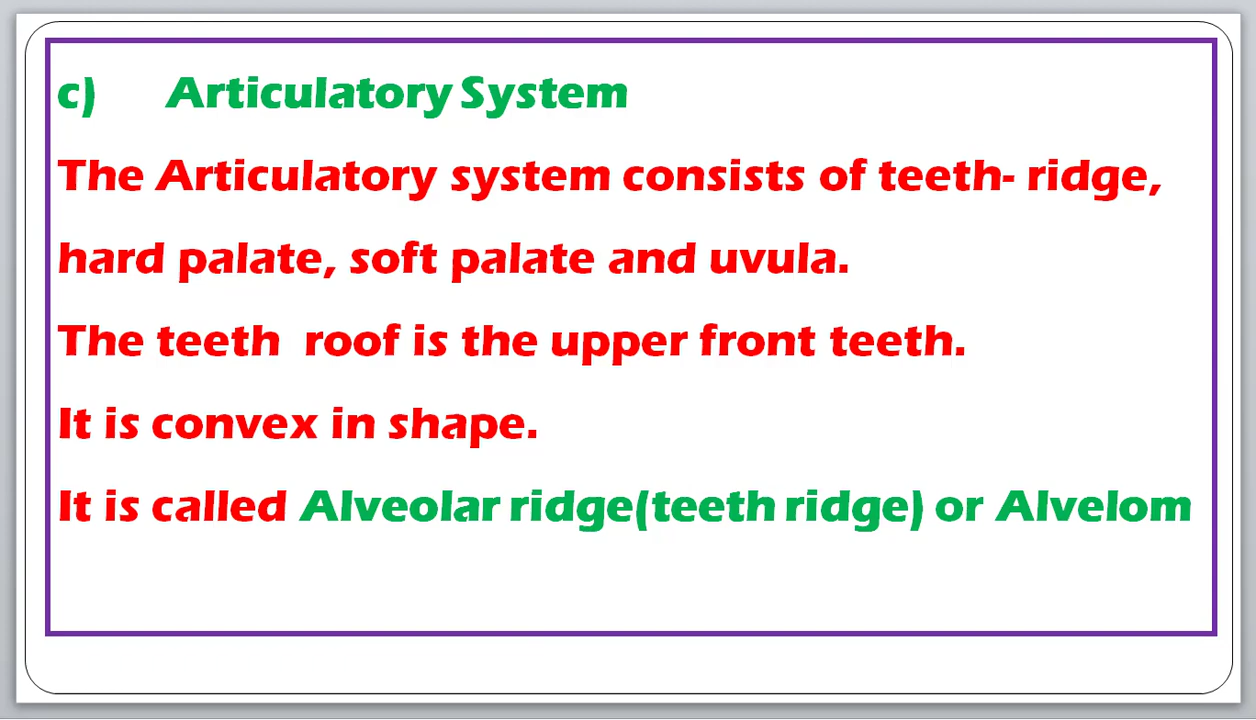 c) Articulatory System
The Articulatory system consists of teeth- ridge,
hard palate, soft palate and uvula.
The teeth roof is the upper front teeth.
It is convex in shape.
It is called Alveolar ridge(teeth ridge) or Alvelom